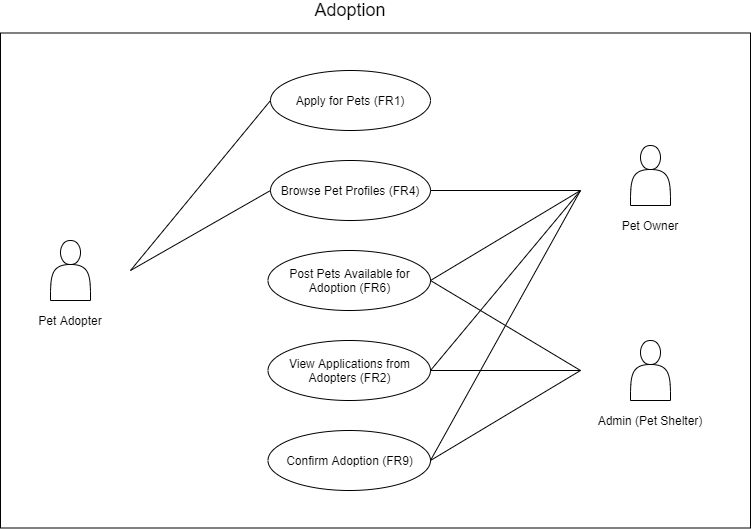 Adoption
Apply for Pets (FR1)
Browse Pet Profiles (FR4)
Pet Owner
Post Pets Available for
Adoption (FR6)
Pet Adopter
View Applications from
Adopters (FR2)
Admin (Pet Shelter)
Confirm Adoption (FR9)